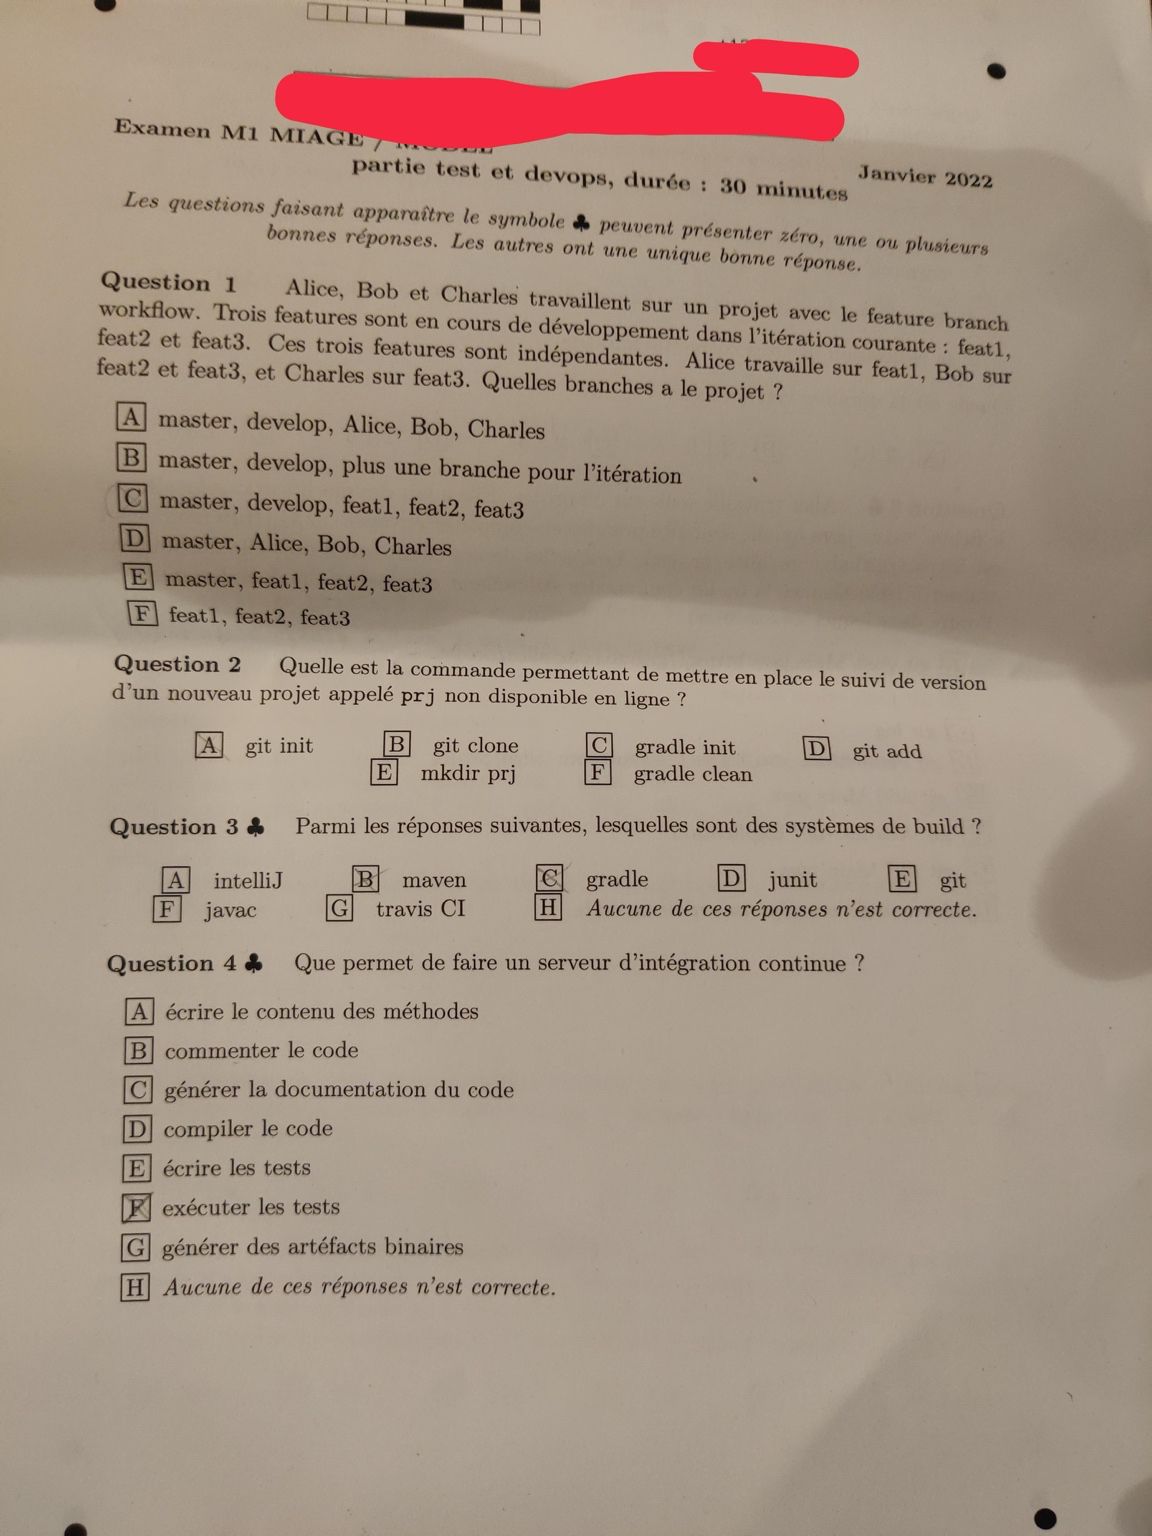 Examen M1 MIAGE /
partie test et devops, durée : 30 minutes
Janvier 2022
Les questions faisant apparaître le symbole ♣ peuvent présenter zéro, une ou plusieurs
bonnes réponses. Les autres ont une unique bonne réponse.
Question 1 Alice, Bob et Charles travaillent sur un projet avec le feature branch
workflow. Trois features sont en cours de développement dans l'itération courante : feat1,
feat2 et feat3. Ces trois features sont indépendantes. Alice travaille sur feat1, Bob sur
feat2 et feat3, et Charles sur feat3. Quelles branches a le projet ?
A master, develop, Alice, Bob, Charles
B master, develop, plus une branche pour l'itération
C master, develop, feat1, feat2, feat3
D master, Alice, Bob, Charles
E master, feat1, feat2, feat3
F feat1, feat2, feat3
Question 2 Quelle est la commande permettant de mettre en place le suivi de version
d'un nouveau projet appelé prj non disponible en ligne ?
A git init B git clone C gradle init D git add
E mkdir prj F gradle clean
Question 3 ♣ Parmi les réponses suivantes, lesquelles sont des systèmes de build ?
A intelliJ B maven C gradle D junit E git
F javac G travis CI H Aucune de ces réponses n'est correcte.
Question 4 ♣ Que permet de faire un serveur d'intégration continue ?
A écrire le contenu des méthodes
B commenter le code
C générer la documentation du code
D compiler le code
E écrire les tests
F exécuter les tests
G générer des artéfacts binaires
H Aucune de ces réponses n'est correcte.